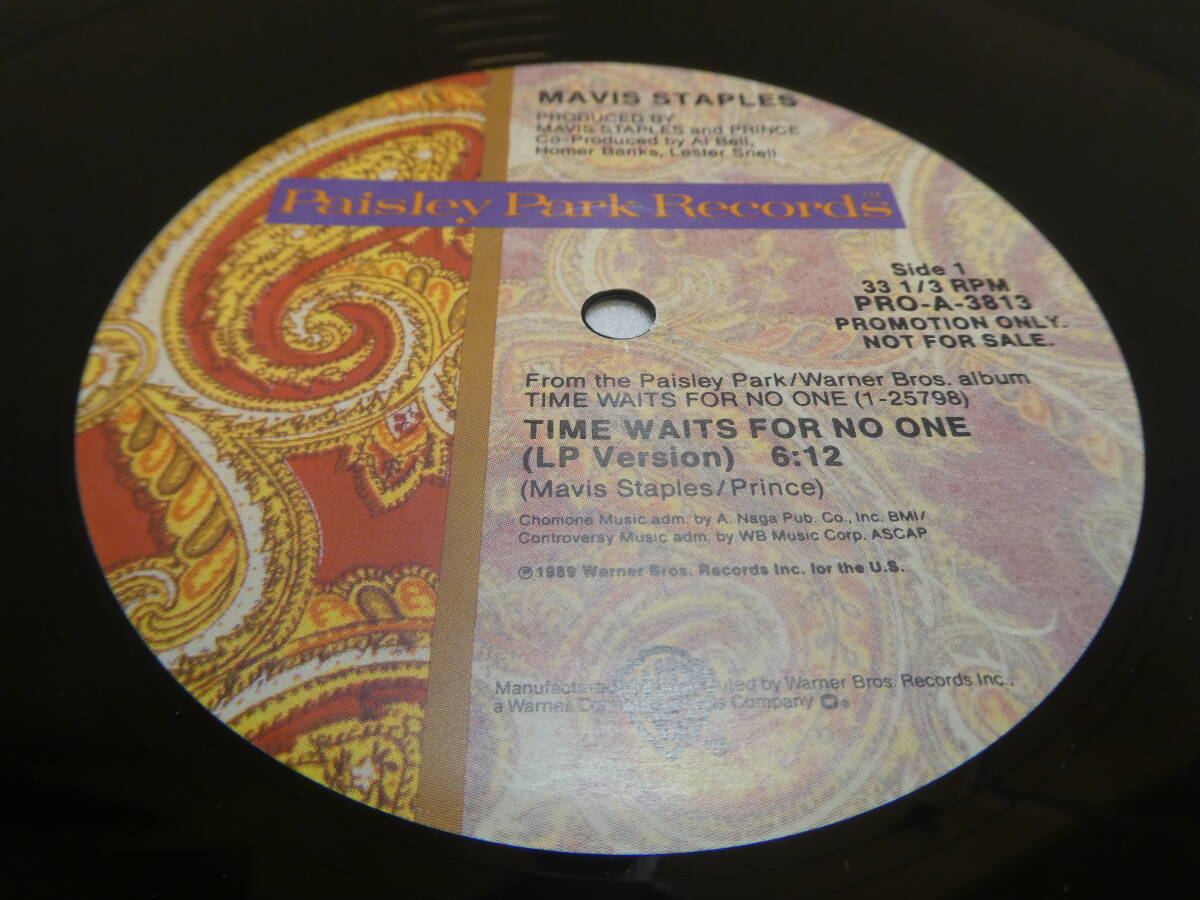 MAVIS STAPLES
PRODUCED BY
MAVIS STAPLES and PRINCE
Co-Produced by Al Bell,
Homer Banks, Lester Snell
Paisley Park Records™
Side 1
33 1/3 RPM
PRO-A-3813
PROMOTION ONLY.
NOT FOR SALE.
From the Paisley Park/Warner Bros. album
TIME WAITS FOR NO ONE (1-25798)
TIME WAITS FOR NO ONE
(LP Version) 6:12
(Mavis Staples/Prince)
Chomone Music adm. by A. Naga Pub. Co., Inc. BMI/
Controversy Music adm. by WB Music Corp. ASCAP
℗1989 Warner Bros. Records Inc. for the U.S.
Manufactured by Warner Bros. Records Inc.,
a Warner Company